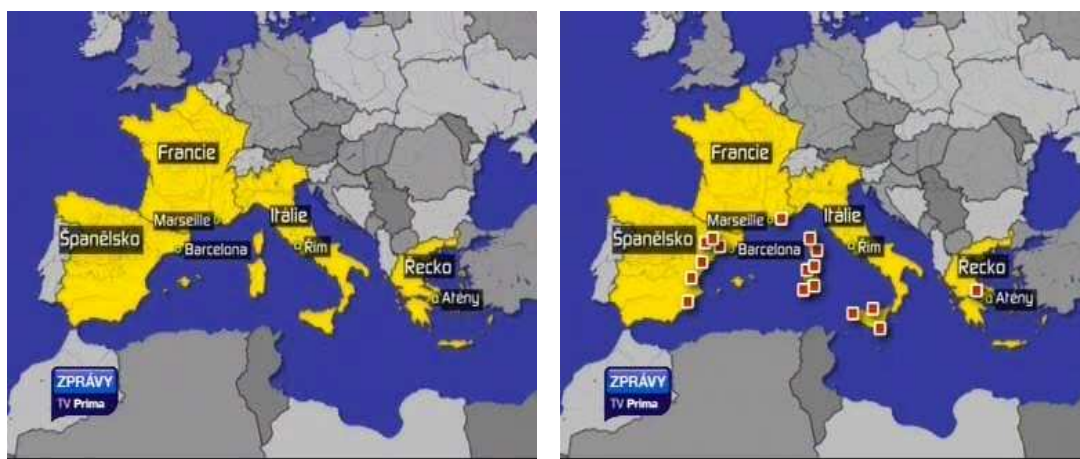 Francie
Marseille
Itálie
Španělsko
Barcelona
Řím
Řecko
Atény
ZPRÁVY
TV Prima
Francie
Marseille
Itálie
Španělsko
Barcelona
Řím
Řecko
Atény
ZPRÁVY
TV Prima